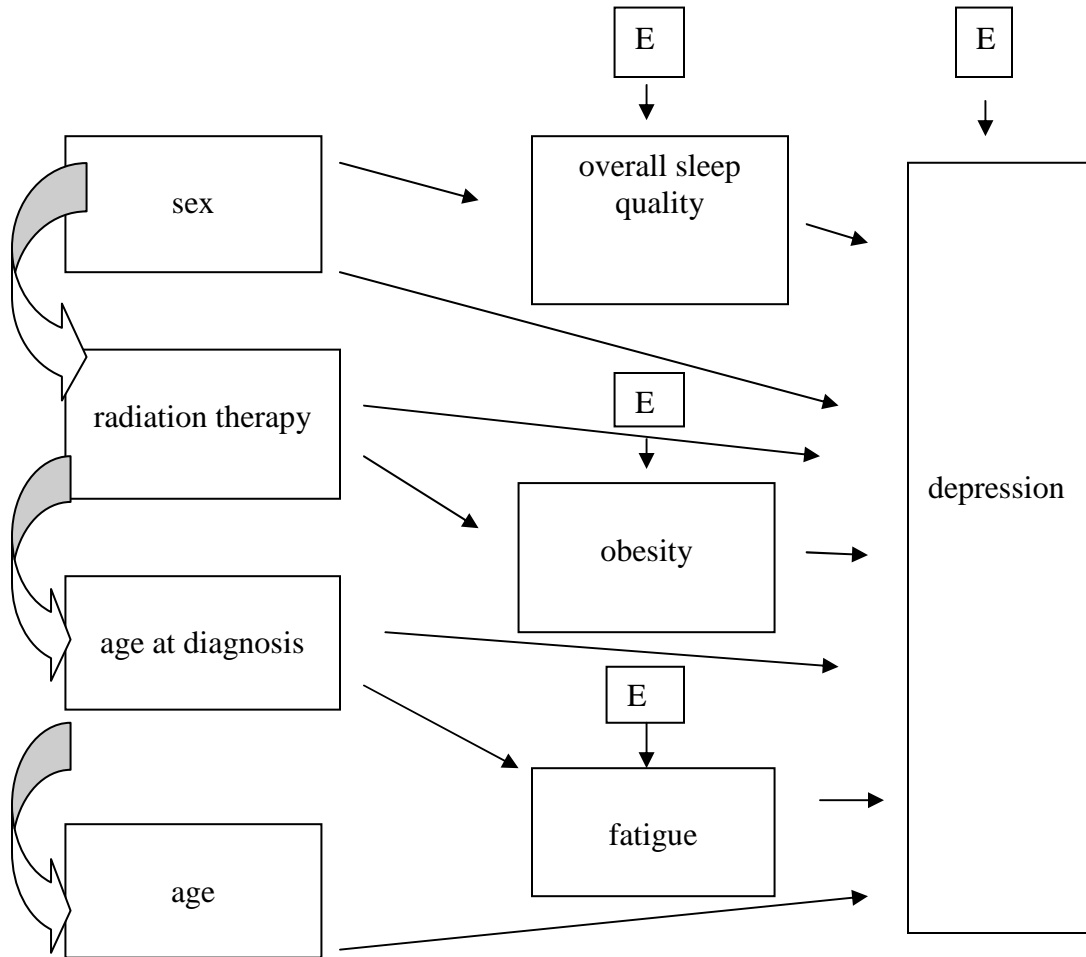 E
E
sex
overall sleep
quality
radiation therapy
E
obesity
depression
age at diagnosis
E
fatigue
age